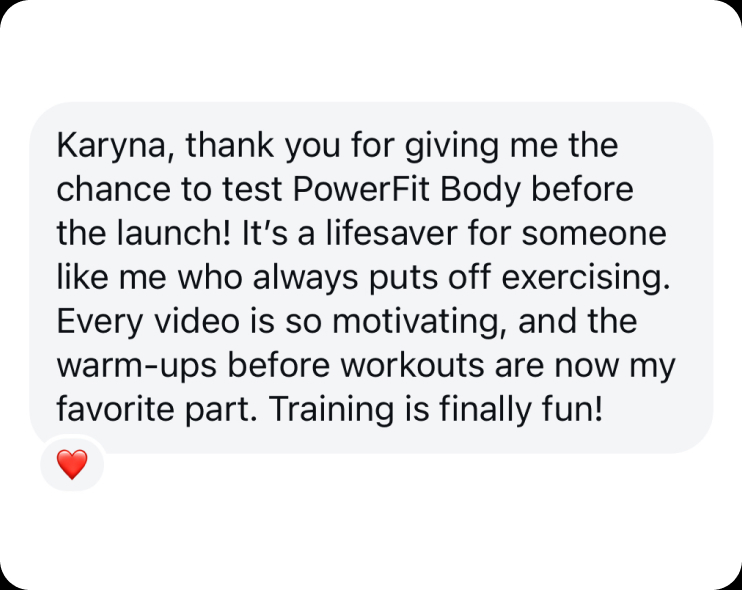 Karyna, thank you for giving me the
chance to test PowerFit Body before
the launch! It’s a lifesaver for someone
like me who always puts off exercising.
Every video is so motivating, and the
warm-ups before workouts are now my
favorite part. Training is finally fun!